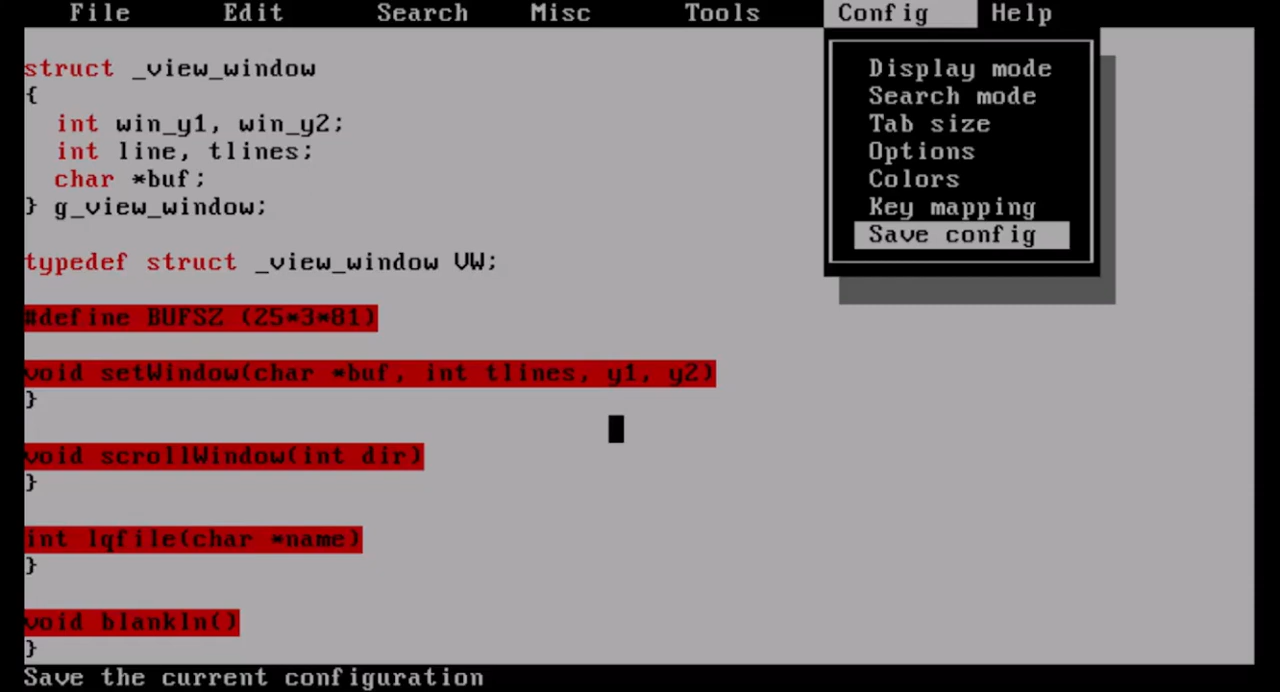 File Edit Search Misc Tools Config Help
struct _view_window
{
int win_y1, win_y2;
int line, tlines;
char *buf;
} g_view_window;
typedef struct _view_window VW;
#define BUFSZ (25*3*81)
void setWindow(char *buf, int tlines, y1, y2)
}
void scrollWindow(int dir)
}
int lqfile(char *name)
}
void blankln()
}
Display mode
Search mode
Tab size
Options
Colors
Key mapping
Save config
Save the current configuration